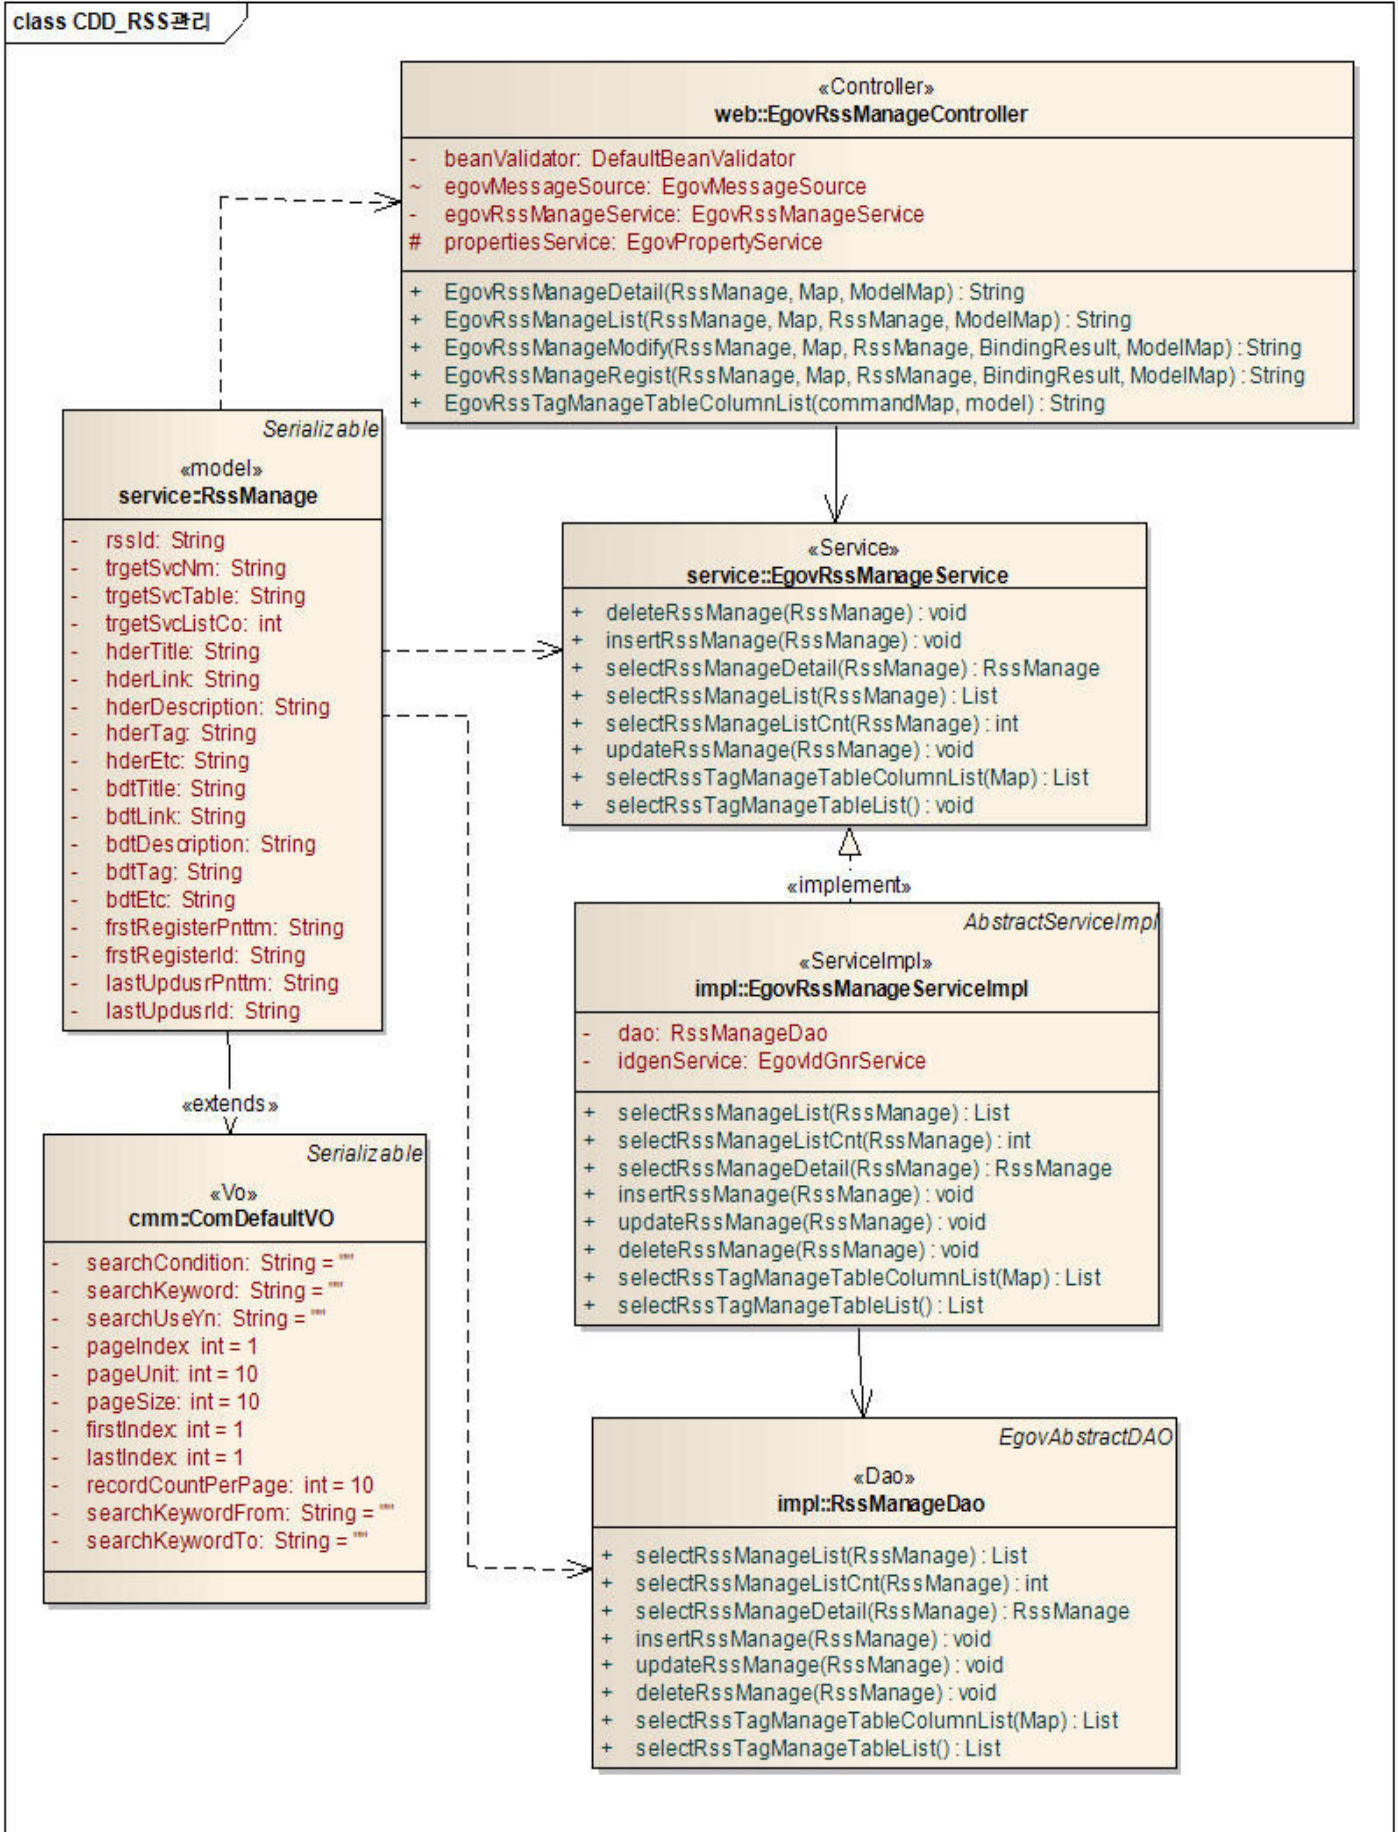 class CDD_RSS관리
«Controller»
web::EgovRssManageController
- beanValidator: DefaultBeanValidator
~ egovMessageSource: EgovMessageSource
- egovRssManageService: EgovRssManageService
# propertiesService: EgovPropertyService
+ EgovRssManageDetail(RssManage, Map, ModelMap) : String
+ EgovRssManageList(RssManage, Map, RssManage, ModelMap) : String
+ EgovRssManageModify(RssManage, Map, RssManage, BindingResult, ModelMap) : String
+ EgovRssManageRegist(RssManage, Map, RssManage, BindingResult, ModelMap) : String
+ EgovRssTagManageTableColumnList(commandMap, model) : String
Serializable
«model»
service::RssManage
- rssId: String
- trgetSvcNm: String
- trgetSvcTable: String
- trgetSvcListCo: int
- hderTitle: String
- hderLink: String
- hderDescription: String
- hderTag: String
- hderEtc: String
- bdtTitle: String
- bdtLink: String
- bdtDescription: String
- bdtTag: String
- bdtEtc: String
- frstRegisterPnttm: String
- frstRegisterId: String
- lastUpdusrPnttm: String
- lastUpdusrId: String
«Service»
service::EgovRssManageService
+ deleteRssManage(RssManage) : void
+ insertRssManage(RssManage) : void
+ selectRssManageDetail(RssManage) : RssManage
+ selectRssManageList(RssManage) : List
+ selectRssManageListCnt(RssManage) : int
+ updateRssManage(RssManage) : void
+ selectRssTagManageTableColumnList(Map) : List
+ selectRssTagManageTableList() : void
«implement»
AbstractServiceImpl
«ServiceImpl»
impl::EgovRssManageServiceImpl
- dao: RssManageDao
- idgenService: EgovIdGnrService
+ selectRssManageList(RssManage) : List
+ selectRssManageListCnt(RssManage) : int
+ selectRssManageDetail(RssManage) : RssManage
+ insertRssManage(RssManage) : void
+ updateRssManage(RssManage) : void
+ deleteRssManage(RssManage) : void
+ selectRssTagManageTableColumnList(Map) : List
+ selectRssTagManageTableList() : List
«extends»
Serializable
«Vo»
cmm::ComDefaultVO
- searchCondition: String = ""
- searchKeyword: String = ""
- searchUseYn: String = ""
- pageIndex: int = 1
- pageUnit: int = 10
- pageSize: int = 10
- firstIndex: int = 1
- lastIndex: int = 1
- recordCountPerPage: int = 10
- searchKeywordFrom: String = ""
- searchKeywordTo: String = ""
EgovAbstractDAO
«Dao»
impl::RssManageDao
+ selectRssManageList(RssManage) : List
+ selectRssManageListCnt(RssManage) : int
+ selectRssManageDetail(RssManage) : RssManage
+ insertRssManage(RssManage) : void
+ updateRssManage(RssManage) : void
+ deleteRssManage(RssManage) : void
+ selectRssTagManageTableColumnList(Map) : List
+ selectRssTagManageTableList() : List